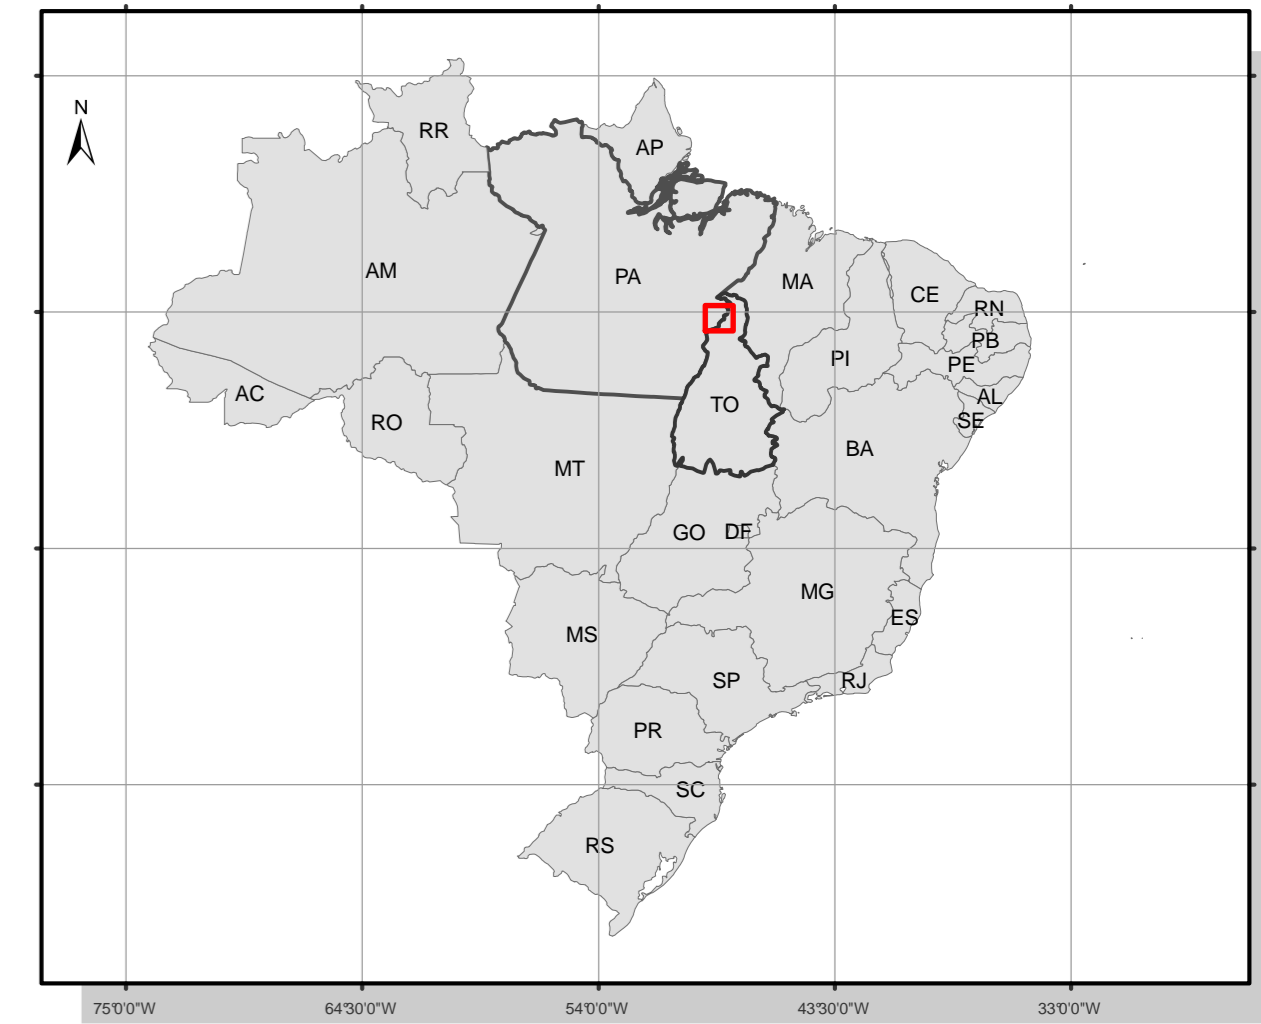 N
RR
AP
AM
PA
MA
CE
RN
PB
PI
PE
AC
AL
TO
RO
SE
BA
MT
GO
DF
MG
ES
MS
SP
RJ
PR
SC
RS
75°0'0"W 64°30'0"W 54°0'0"W 43°30'0"W 33°0'0"W